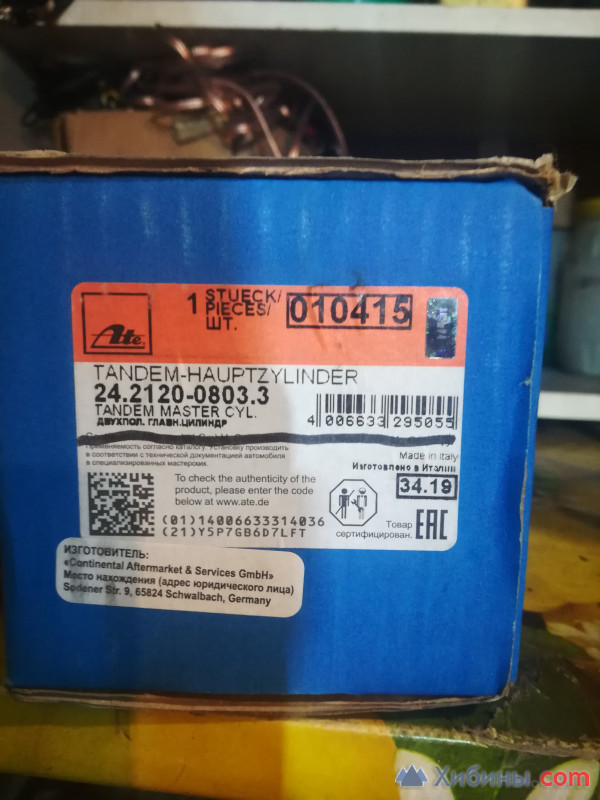 1 STUECK/
PIECES/
ШТ.
010415
Ate
TANDEM-HAUPTZYLINDER
24.2120-0803.3
TANDEM MASTER CYL.
ДВУХПОЛ. ГЛАВН.ЦИЛИНДР
4 006633 295055
Применяемость согласно каталогу. Установку производить
в соответствии с технической документацией автомобиля
в специализированных мастерских.
Made in Italy
Изготовлено в Италии
34.19
To check the authenticity of the
product, please enter the code
below at www.ate.de
(01)14006633314036
(21)Y5P7GB6D7LFT
Товар
сертифицирован.
EAC
ИЗГОТОВИТЕЛЬ:
«Continental Aftermarket & Services GmbH»
Место нахождения (адрес юридического лица)
Sodener Str. 9, 65824 Schwalbach, Germany
Хибины.com